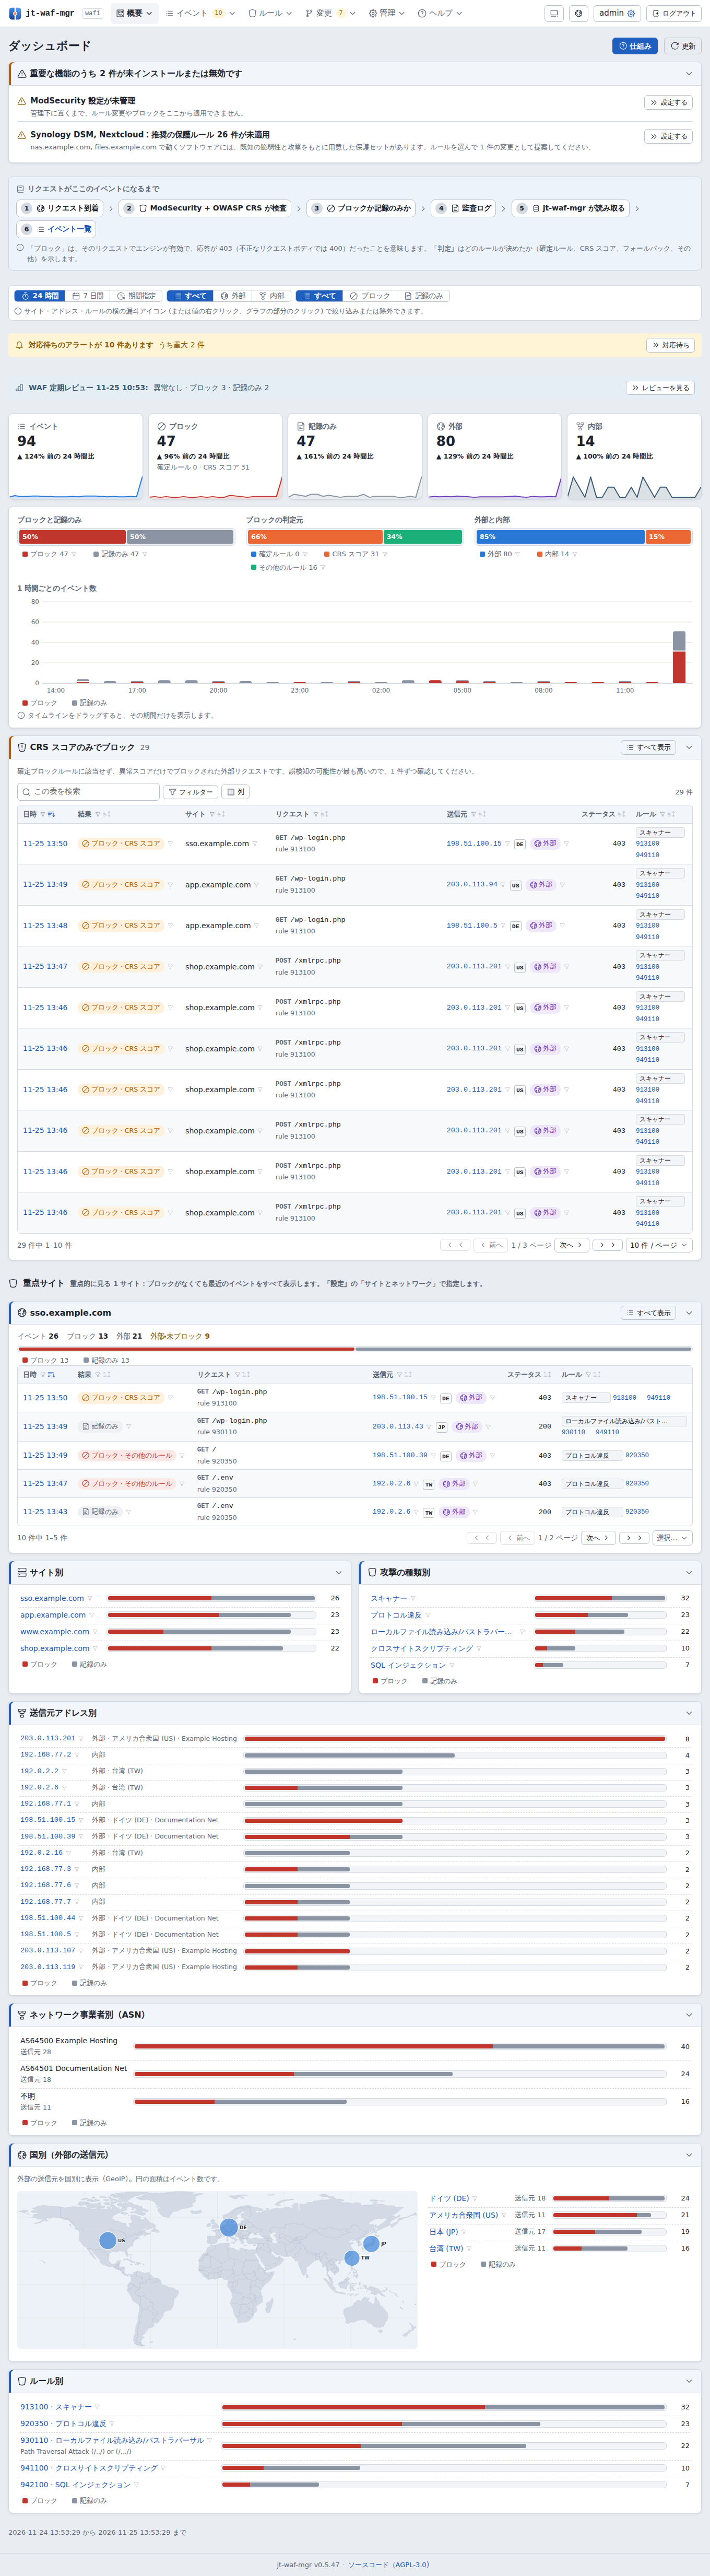 jt-waf-mgr waf1 概要 イベント 10 ルール 変更 7 管理 ヘルプ admin ログアウト
ダッシュボード 仕組み 更新
重要な機能のうち 2 件が未インストールまたは無効です
ModSecurity 設定が未管理 設定する
管理下に置くまで、ルール変更やブロックをここから適用できません。
Synology DSM, Nextcloud：推奨の保護ルール 26 件が未適用 設定する
nas.example.com, files.example.com で動くソフトウェアには、既知の脆弱性と攻撃をもとに用意した保護セットがあります。ルールを選んで 1 件の変更として提案してください。
リクエストがここのイベントになるまで
1 リクエスト到着 2 ModSecurity + OWASP CRS が検査 3 ブロックか記録のみか 4 監査ログ 5 jt-waf-mgr が読み取る
6 イベント一覧
「ブロック」は、そのリクエストでエンジンが有効で、応答が 403（不正なリクエストボディでは 400）だったことを意味します。「判定」はどのルールが決めたか（確定ルール、CRS スコア、フォールバック、その他）を示します。
24 時間 7 日間 期間指定 すべて 外部 内部 すべて ブロック 記録のみ
サイト・アドレス・ルールの横の漏斗アイコン (または値の右クリック、グラフの部分のクリック) で絞り込みまたは除外できます。
対応待ちのアラートが 10 件あります うち重大 2 件 対応待ち
WAF 定期レビュー 11-25 10:53: 異常なし · ブロック 3 · 記録のみ 2 レビューを見る
イベント ブロック 記録のみ 外部 内部
94 47 47 80 14
▲ 124% 前の 24 時間比 ▲ 96% 前の 24 時間比 ▲ 161% 前の 24 時間比 ▲ 129% 前の 24 時間比 ▲ 100% 前の 24 時間比
確定ルール 0 · CRS スコア 31
ブロックと記録のみ ブロックの判定元 外部と内部
50% 50% 66% 34% 85% 15%
ブロック 47 記録のみ 47 確定ルール 0 CRS スコア 31 外部 80 内部 14
その他のルール 16
1 時間ごとのイベント数
80
60
40
20
0
14:00 17:00 20:00 23:00 02:00 05:00 08:00 11:00
ブロック 記録のみ
タイムラインをドラッグすると、その期間だけを表示します。
CRS スコアのみでブロック 29 すべて表示
確定ブロックルールに該当せず、異常スコアだけでブロックされた外部リクエストです。誤検知の可能性が最も高いので、1 件ずつ確認してください。
この表を検索 フィルター 列 29 件
日時 結果 サイト リクエスト 送信元 ステータス ルール
11-25 13:50 ブロック · CRS スコア sso.example.com GET /wp-login.php rule 913100 198.51.100.15 DE 外部 403 スキャナー 913100 949110
11-25 13:49 ブロック · CRS スコア app.example.com GET /wp-login.php rule 913100 203.0.113.94 US 外部 403 スキャナー 913100 949110
11-25 13:48 ブロック · CRS スコア app.example.com GET /wp-login.php rule 913100 198.51.100.5 DE 外部 403 スキャナー 913100 949110
11-25 13:47 ブロック · CRS スコア shop.example.com POST /xmlrpc.php rule 913100 203.0.113.201 US 外部 403 スキャナー 913100 949110
11-25 13:46 ブロック · CRS スコア shop.example.com POST /xmlrpc.php rule 913100 203.0.113.201 US 外部 403 スキャナー 913100 949110
11-25 13:46 ブロック · CRS スコア shop.example.com POST /xmlrpc.php rule 913100 203.0.113.201 US 外部 403 スキャナー 913100 949110
11-25 13:46 ブロック · CRS スコア shop.example.com POST /xmlrpc.php rule 913100 203.0.113.201 US 外部 403 スキャナー 913100 949110
11-25 13:46 ブロック · CRS スコア shop.example.com POST /xmlrpc.php rule 913100 203.0.113.201 US 外部 403 スキャナー 913100 949110
11-25 13:46 ブロック · CRS スコア shop.example.com POST /xmlrpc.php rule 913100 203.0.113.201 US 外部 403 スキャナー 913100 949110
11-25 13:46 ブロック · CRS スコア shop.example.com POST /xmlrpc.php rule 913100 203.0.113.201 US 外部 403 スキャナー 913100 949110
29 件中 1–10 件 前へ 1 / 3 ページ 次へ 10 件 / ページ
重点サイト 重点的に見る 1 サイト：ブロックがなくても最近のイベントをすべて表示します。「設定」の「サイトとネットワーク」で指定します。
sso.example.com すべて表示
イベント 26 ブロック 13 外部 21 外部・未ブロック 9
ブロック 13 記録のみ 13
日時 結果 リクエスト 送信元 ステータス ルール
11-25 13:50 ブロック · CRS スコア GET /wp-login.php rule 913100 198.51.100.15 DE 外部 403 スキャナー 913100 949110
11-25 13:49 記録のみ GET /wp-login.php rule 930110 203.0.113.43 JP 外部 200 ローカルファイル読み込み/パスト… 930110 949110
11-25 13:49 ブロック · その他のルール GET / rule 920350 198.51.100.39 DE 外部 403 プロトコル違反 920350
11-25 13:47 ブロック · その他のルール GET /.env rule 920350 192.0.2.6 TW 外部 403 プロトコル違反 920350
11-25 13:43 記録のみ GET /.env rule 920350 192.0.2.6 TW 外部 200 プロトコル違反 920350
10 件中 1–5 件 前へ 1 / 2 ページ 次へ 選択…
サイト別
sso.example.com 26
app.example.com 23
www.example.com 23
shop.example.com 22
ブロック 記録のみ
攻撃の種類別
スキャナー 32
プロトコル違反 23
ローカルファイル読み込み/パストラバー… 22
クロスサイトスクリプティング 10
SQL インジェクション 7
ブロック 記録のみ
送信元アドレス別
203.0.113.201 外部 · アメリカ合衆国 (US) · Example Hosting 8
192.168.77.2 内部 4
192.0.2.2 外部 · 台湾 (TW) 3
192.0.2.6 外部 · 台湾 (TW) 3
192.168.77.1 内部 3
198.51.100.15 外部 · ドイツ (DE) · Documentation Net 3
198.51.100.39 外部 · ドイツ (DE) · Documentation Net 3
192.0.2.16 外部 · 台湾 (TW) 2
192.168.77.3 内部 2
192.168.77.6 内部 2
192.168.77.7 内部 2
198.51.100.44 外部 · ドイツ (DE) · Documentation Net 2
198.51.100.5 外部 · ドイツ (DE) · Documentation Net 2
203.0.113.107 外部 · アメリカ合衆国 (US) · Example Hosting 2
203.0.113.119 外部 · アメリカ合衆国 (US) · Example Hosting 2
ブロック 記録のみ
ネットワーク事業者別（ASN）
AS64500 Example Hosting 40
送信元 28
AS64501 Documentation Net 24
送信元 18
不明 16
送信元 11
ブロック 記録のみ
国別（外部の送信元）
外部の送信元を国別に表示（GeoIP）。円の面積はイベント数です。
US DE JP TW
ドイツ (DE) 送信元 18 24
アメリカ合衆国 (US) 送信元 11 21
日本 (JP) 送信元 17 19
台湾 (TW) 送信元 11 16
ブロック 記録のみ
ルール別
913100 · スキャナー 32
920350 · プロトコル違反 23
930110 · ローカルファイル読み込み/パストラバーサル 22
Path Traversal Attack (/../) or (/.../)
941100 · クロスサイトスクリプティング 10
942100 · SQL インジェクション 7
ブロック 記録のみ
2026-11-24 13:53:29 から 2026-11-25 13:53:29 まで
jt-waf-mgr v0.5.47 · ソースコード（AGPL-3.0）